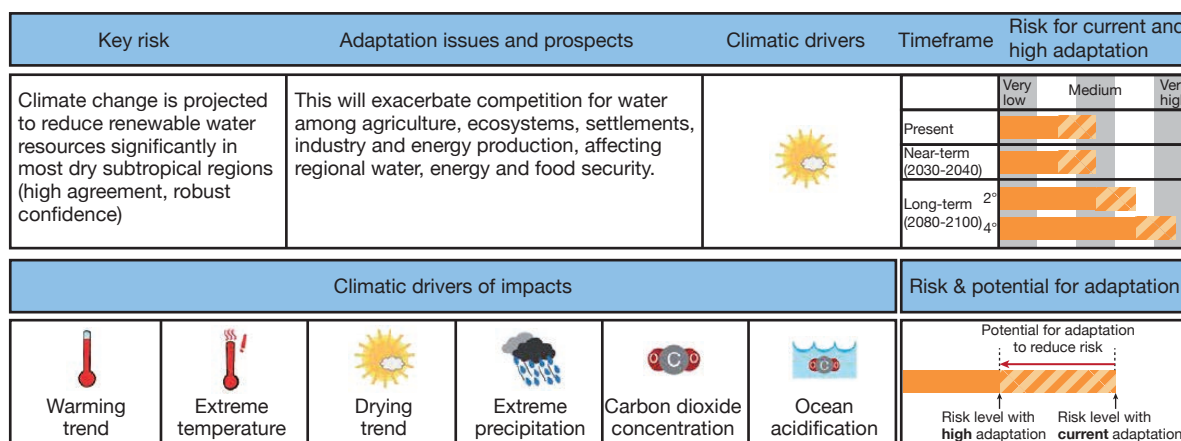 Key risk
Adaptation issues and prospects
Climatic drivers
Timeframe
Risk for current and
high adaptation
Climate change is projected
to reduce renewable water
resources significantly in
most dry subtropical regions
(high agreement, robust
confidence)
This will exacerbate competition for water
among agriculture, ecosystems, settlements,
industry and energy production, affecting
regional water, energy and food security.
Very
low
Medium
Ver
high
Present
Near-term
(2030-2040)
Long-term 2°
(2080-2100) 4°
Climatic drivers of impacts
Risk & potential for adaptation
Warming
trend
Extreme
temperature
Drying
trend
Extreme
precipitation
O C O
Carbon dioxide
concentration
O C O
Ocean
acidification
Potential for adaptation
to reduce risk
Risk level with
high adaptation
Risk level with
current adaptation